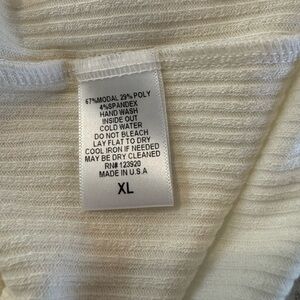 67%MODAL 29%POLY
4%SPANDEX
HAND WASH
INSIDE OUT
COLD WATER
DO NOT BLEACH
LAY FLAT TO DRY
COOL IRON IF NEEDED
MAY BE DRY CLEANED
RN# 123920
MADE IN U.S.A
XL